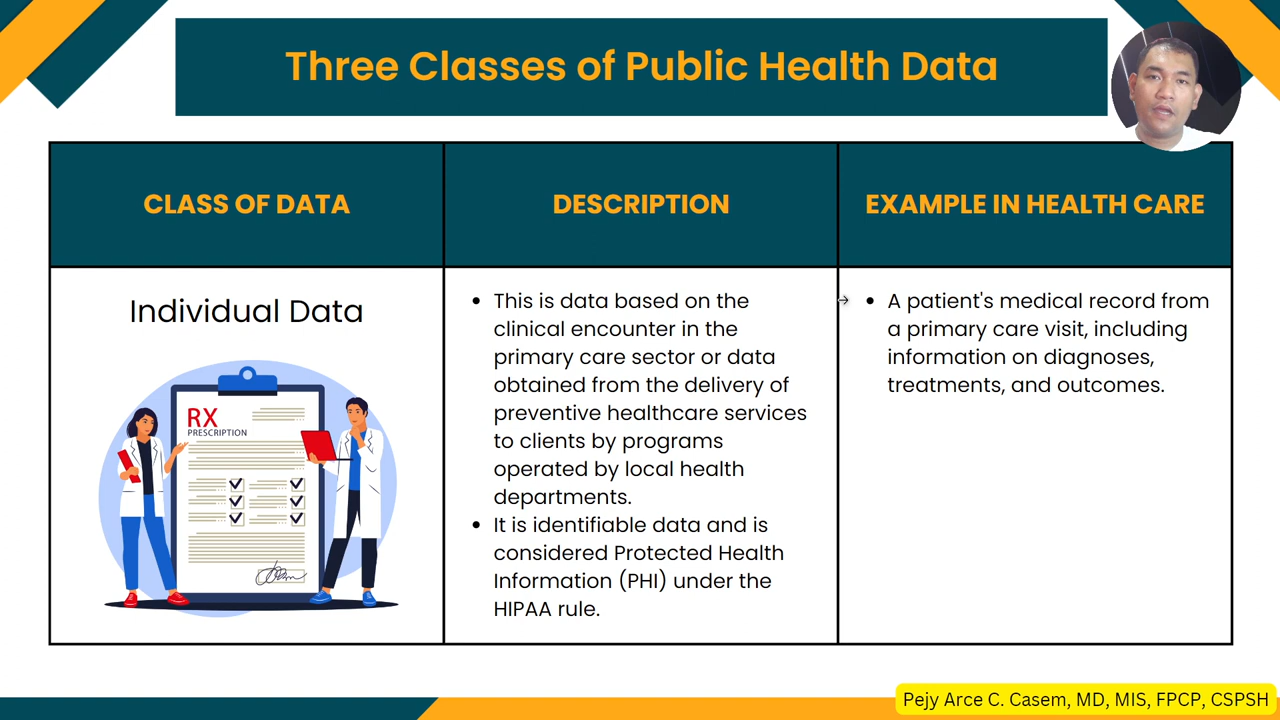 Three Classes of Public Health Data
CLASS OF DATA
DESCRIPTION
EXAMPLE IN HEALTH CARE
Individual Data
RX
PRESCRIPTION
• This is data based on the
clinical encounter in the
primary care sector or data
obtained from the delivery of
preventive healthcare services
to clients by programs
operated by local health
departments.
• It is identifiable data and is
considered Protected Health
Information (PHI) under the
HIPAA rule.
• A patient's medical record from
a primary care visit, including
information on diagnoses,
treatments, and outcomes.
Pejy Arce C. Casem, MD, MIS, FPCP, CSPSH